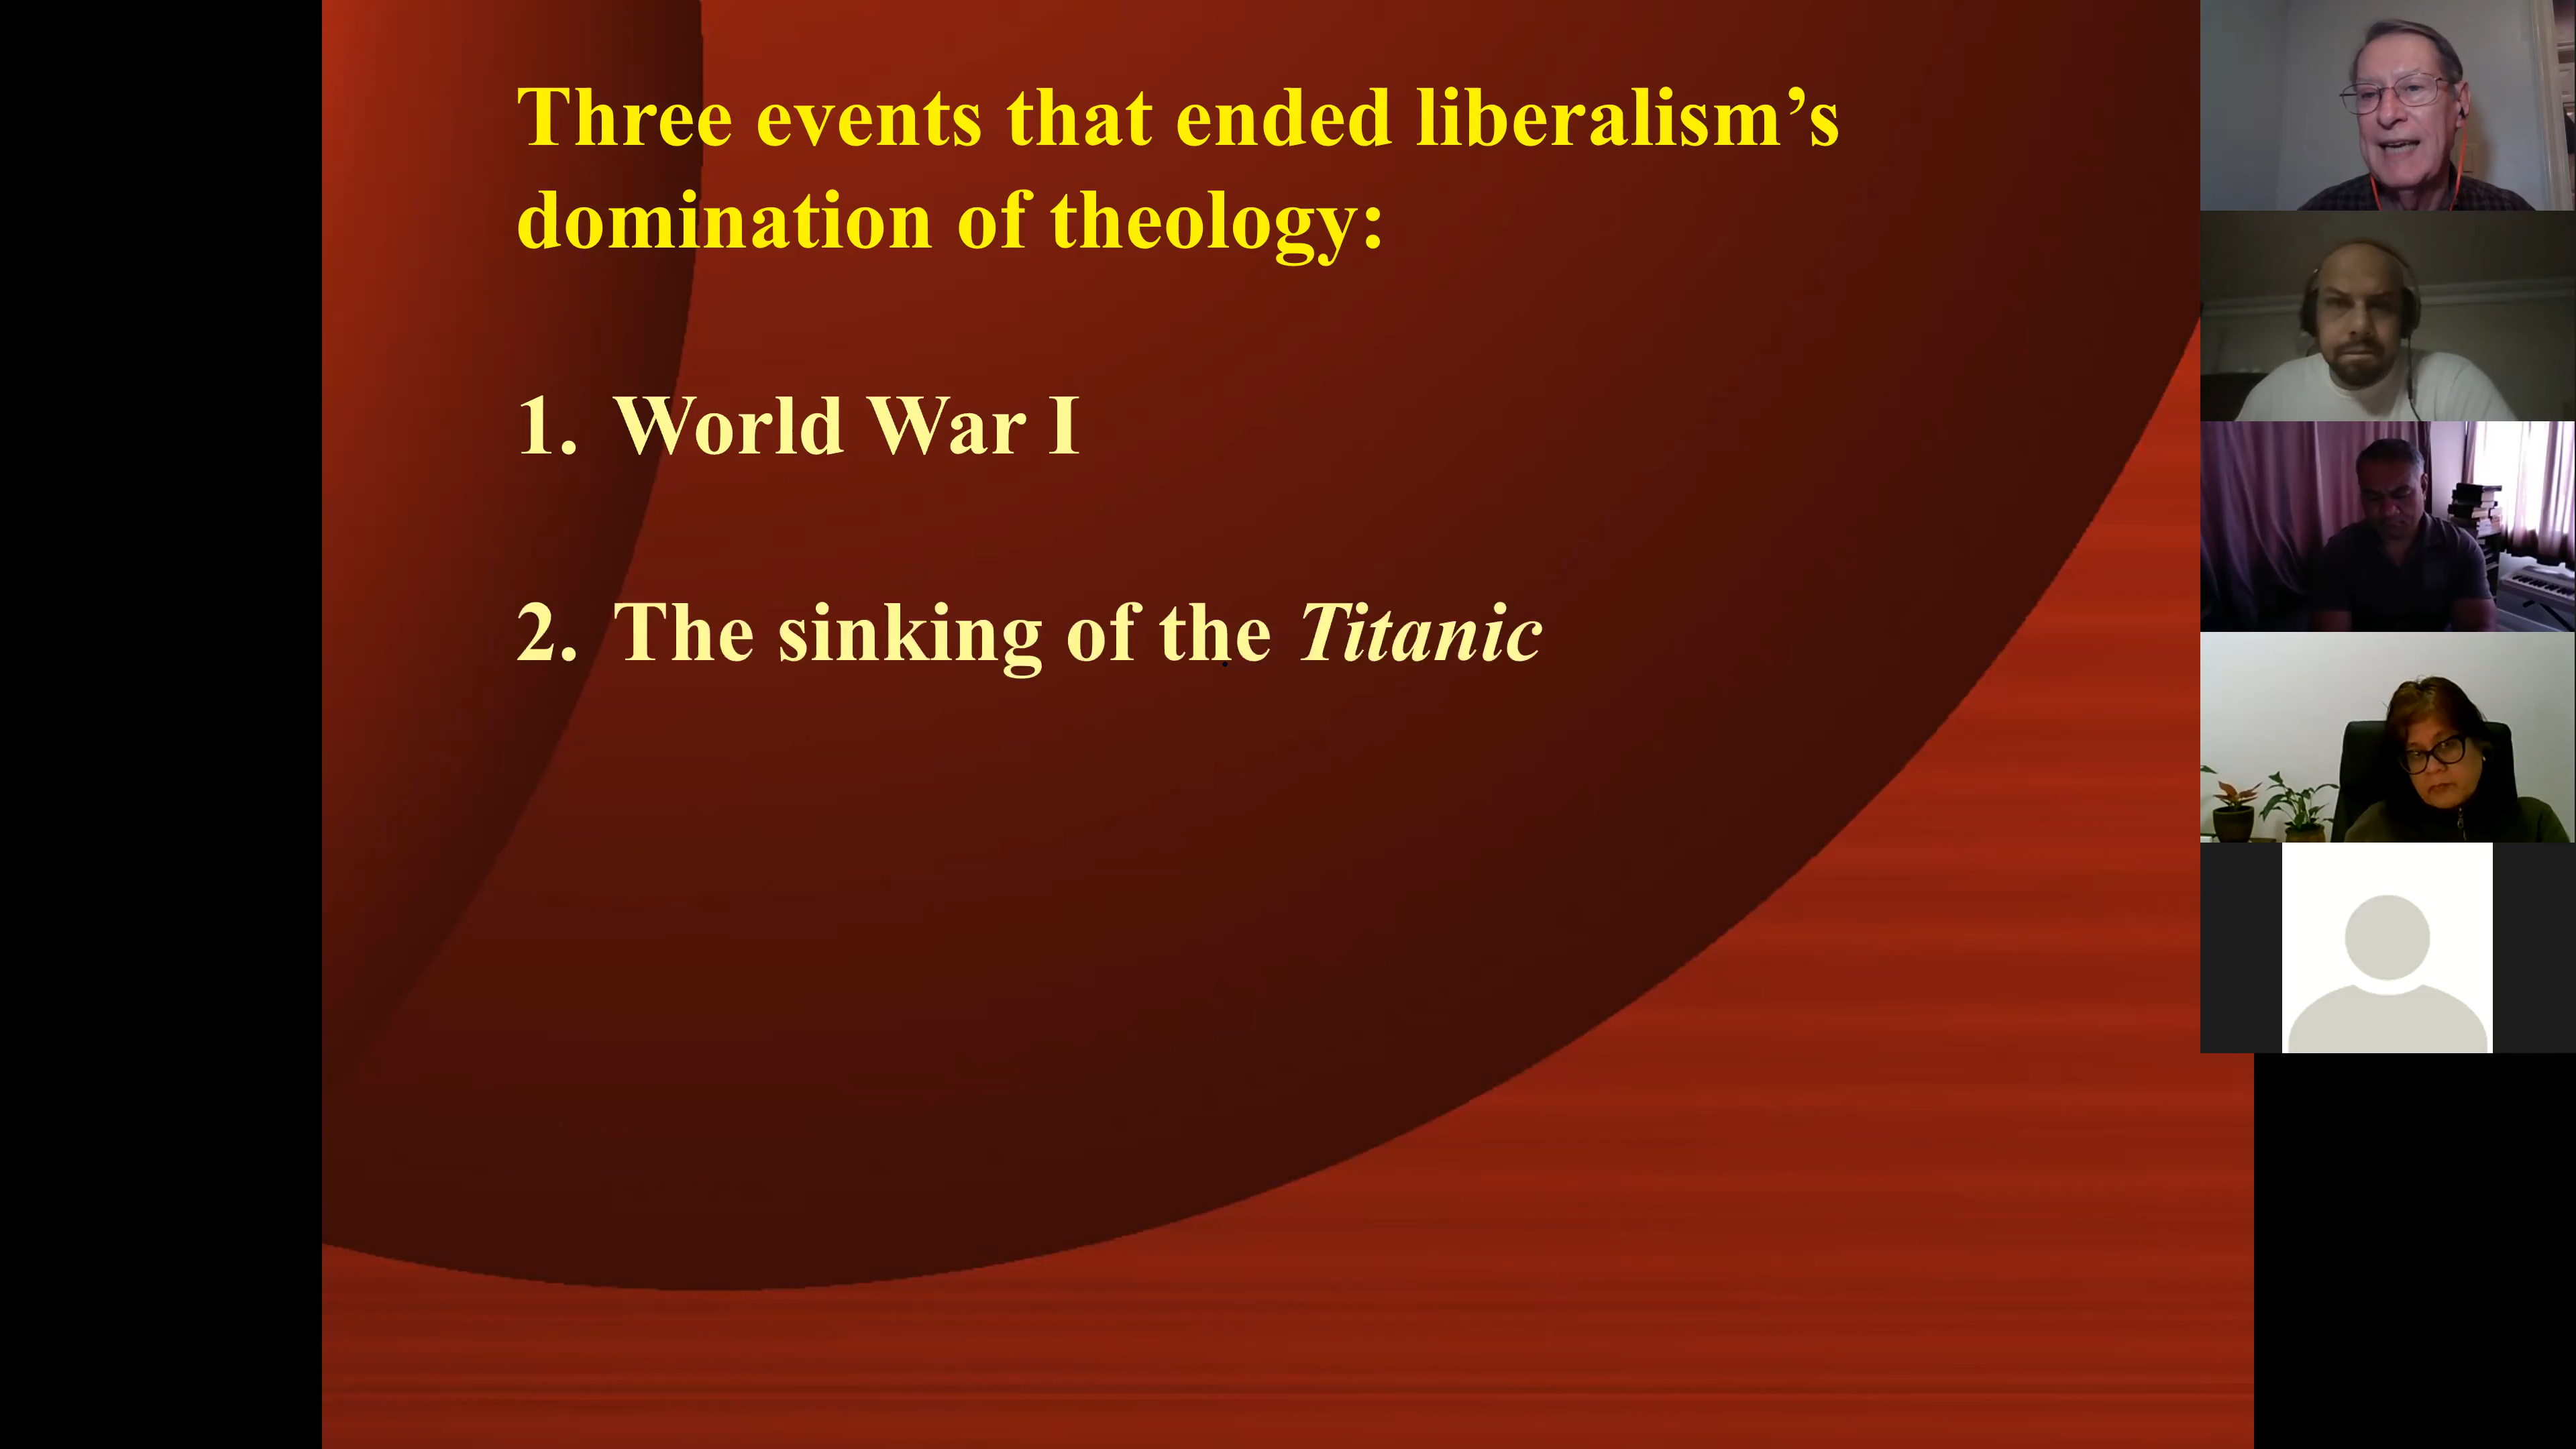 Three events that ended liberalism’s
domination of theology:
1. World War I
2. The sinking of the Titanic